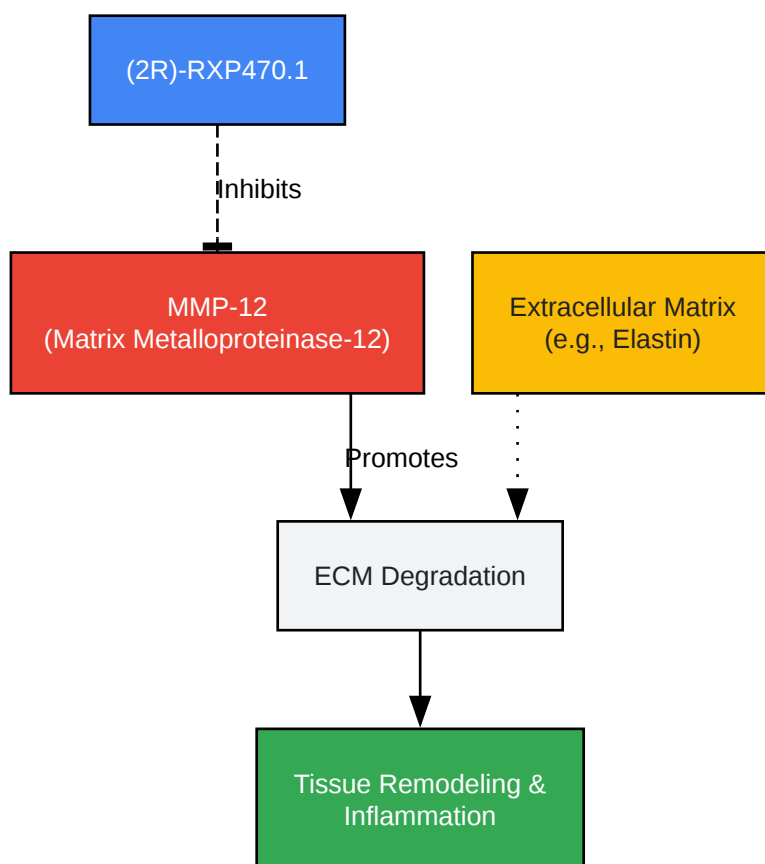 (2R)-RXP470.1
Inhibits
MMP-12
(Matrix Metalloproteinase-12)
Extracellular Matrix
(e.g., Elastin)
Promotes
ECM Degradation
Tissue Remodeling &
Inflammation